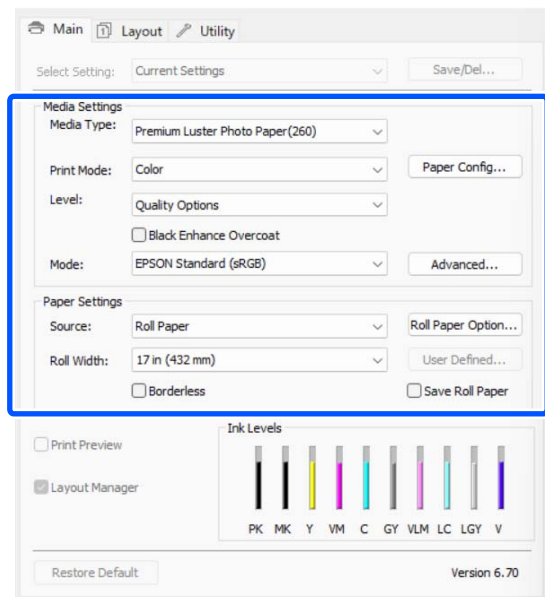 Main Layout Utility
Select Setting: Current Settings Save/Del...
Media Settings
Media Type: Premium Luster Photo Paper(260)
Print Mode: Color Paper Config...
Level: Quality Options
Black Enhance Overcoat
Mode: EPSON Standard (sRGB) Advanced...
Paper Settings
Source: Roll Paper Roll Paper Option...
Roll Width: 17 in (432 mm) User Defined...
Borderless Save Roll Paper
Print Preview
Layout Manager
Ink Levels
PK MK Y VM C GY VLM LC LGY V
Restore Default Version 6.70